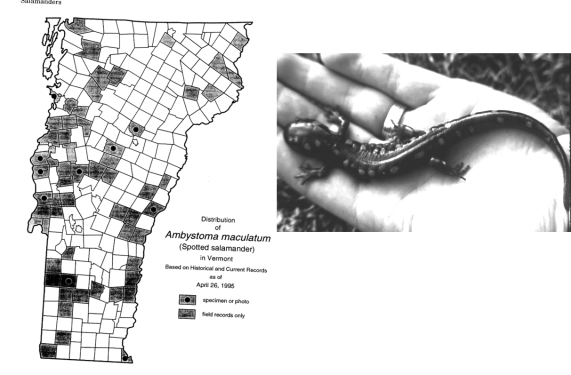 Salamanders
Distribution
of
Ambystoma maculatum
(Spotted salamander)
in Vermont
Based on Historical and Current Records
as of
April 26, 1995
specimen or photo
field records only